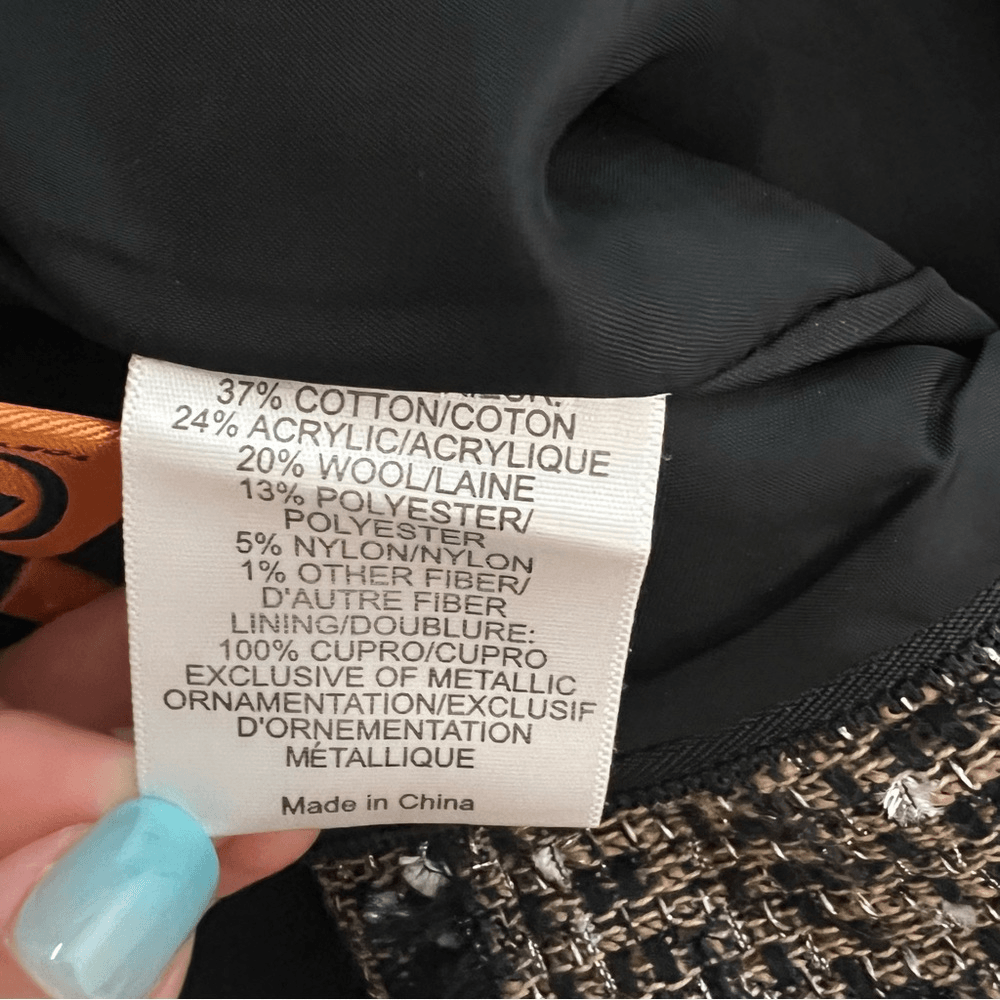 37% COTTON/COTON
24% ACRYLIC/ACRYLIQUE
20% WOOL/LAINE
13% POLYESTER/
POLYESTER
5% NYLON/NYLON
1% OTHER FIBER/
D'AUTRE FIBER
LINING/DOUBLURE:
100% CUPRO/CUPRO
EXCLUSIVE OF METALLIC
ORNAMENTATION/EXCLUSIF
D'ORNEMENTATION
MÉTALLIQUE
Made in China